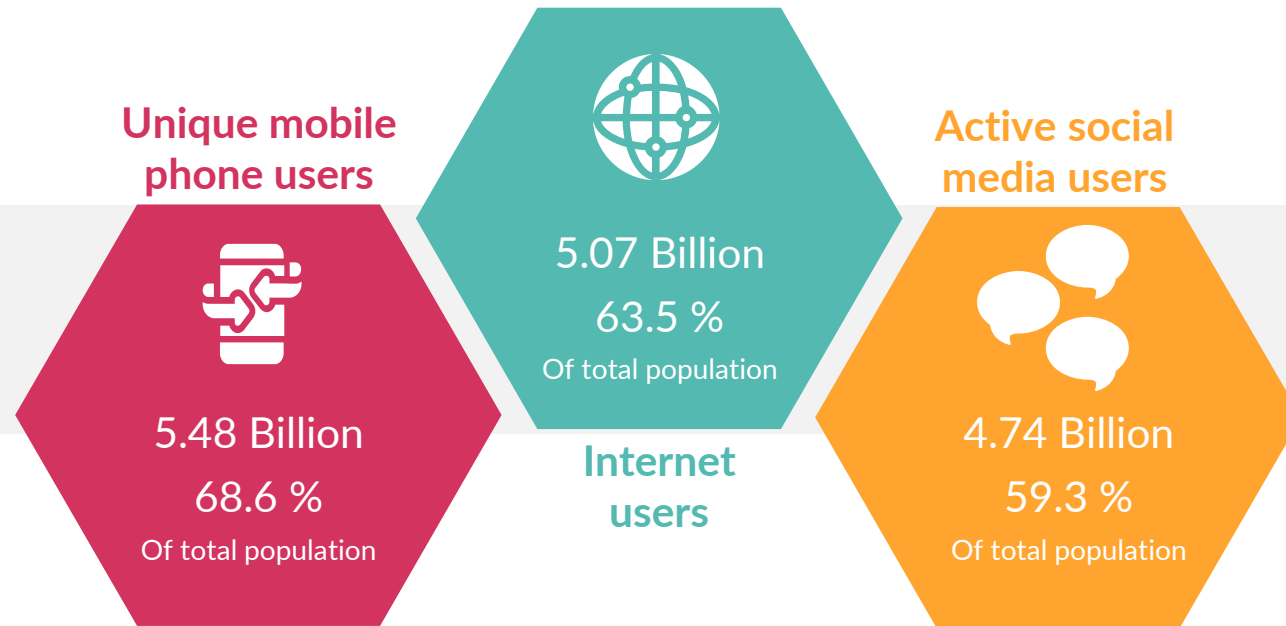 Unique mobile
phone users
5.48 Billion
68.6 %
Of total population
5.07 Billion
63.5 %
Of total population
Internet
users
Active social
media users
4.74 Billion
59.3 %
Of total population